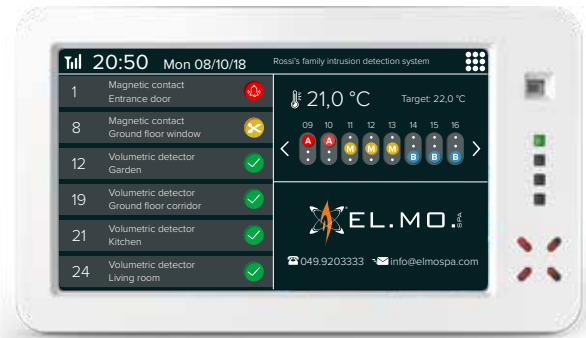 20:50 Mon 08/10/18 Rossi's family intrusion detection system
1 Magnetic contact
Entrance door
8 Magnetic contact
Ground floor window
12 Volumetric detector
Garden
19 Volumetric detector
Ground floor corridor
21 Volumetric detector
Kitchen
24 Volumetric detector
Living room
21,0 °C Target: 22,0 °C
09 10 11 12 13 14 15 16
A A M M M B B B
EL.MO. SPA
049.9203333 info@elmospa.com